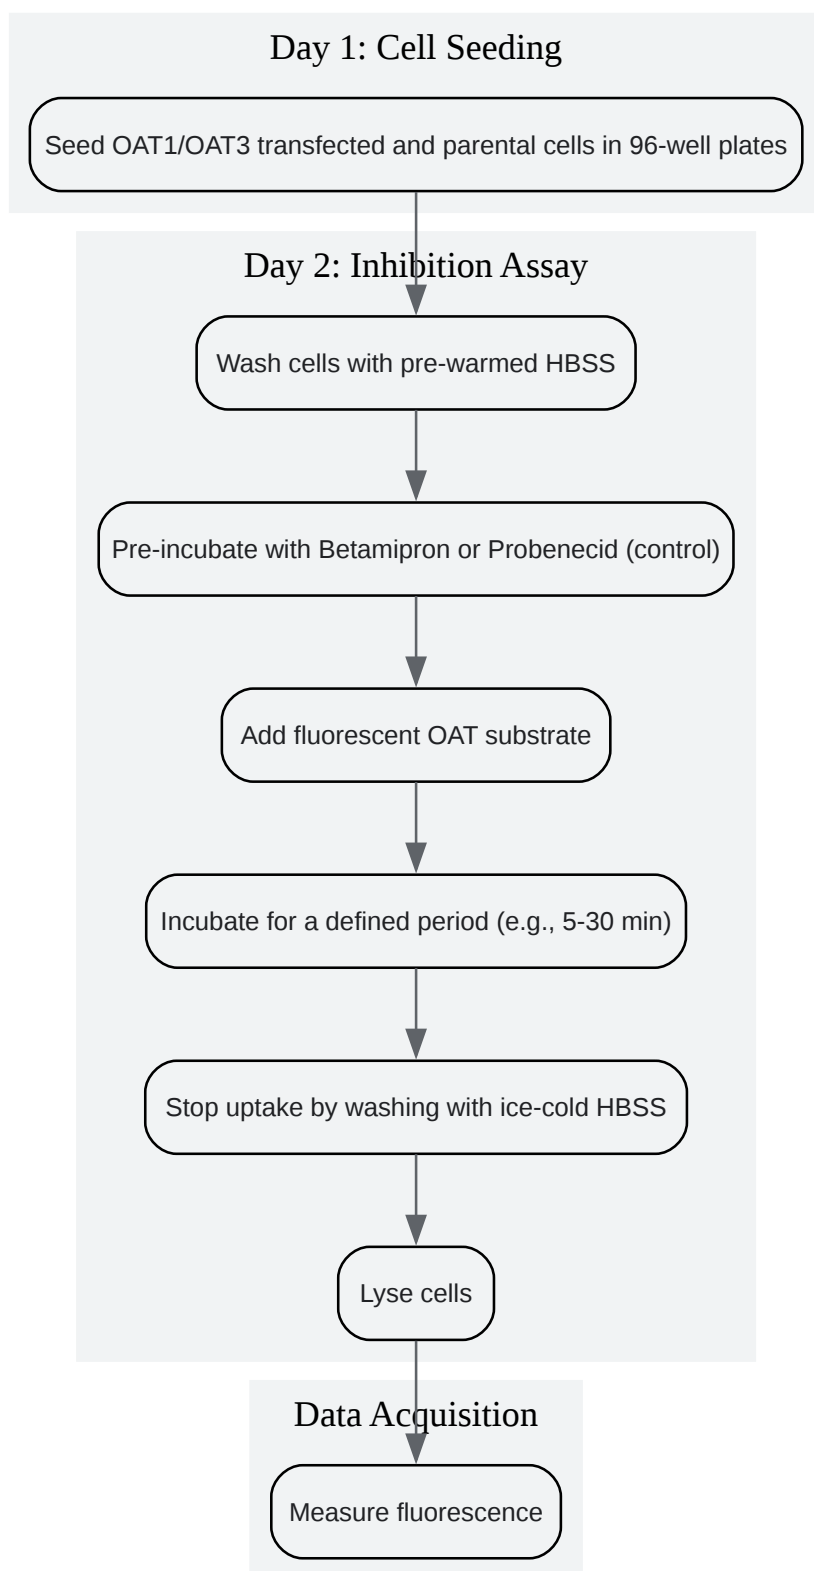 Day 1: Cell Seeding
Seed OAT1/OAT3 transfected and parental cells in 96-well plates
Day 2: Inhibition Assay
Wash cells with pre-warmed HBSS
Pre-incubate with Betamipron or Probenecid (control)
Add fluorescent OAT substrate
Incubate for a defined period (e.g., 5-30 min)
Stop uptake by washing with ice-cold HBSS
Lyse cells
Data Acquisition
Measure fluorescence